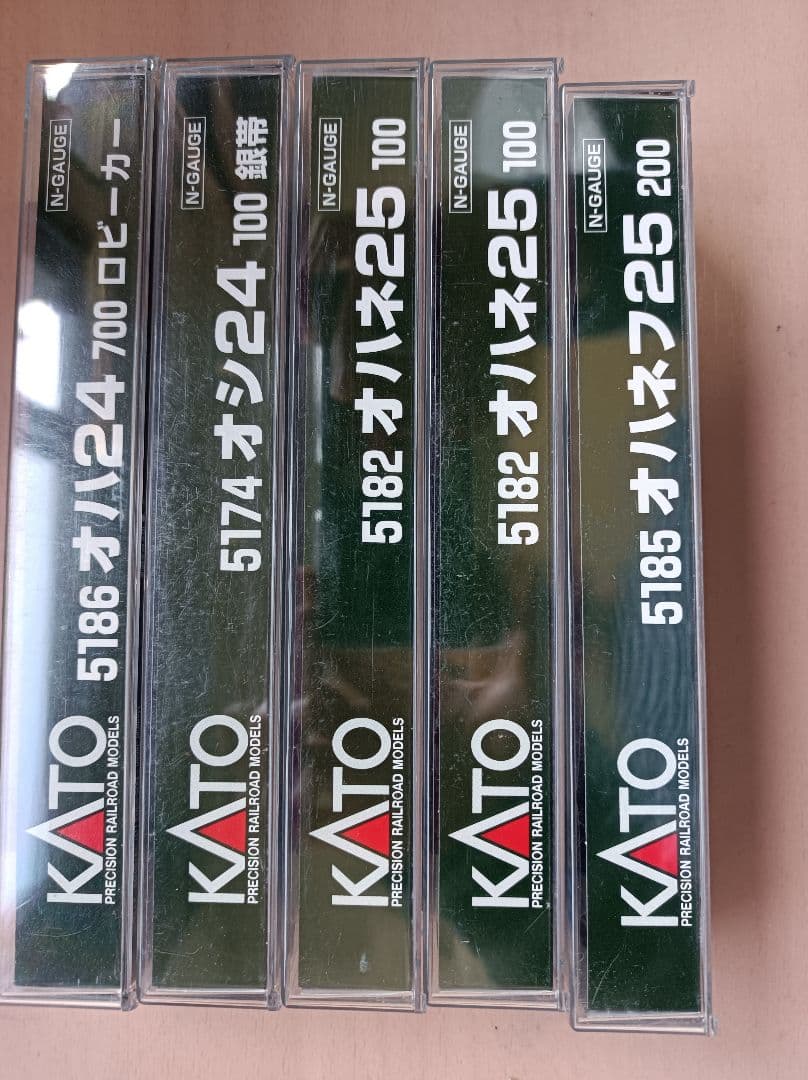 KATO PRECISION RAILROAD MODELS 5186 オハ24 700 ロビーカー N-GAUGE
KATO PRECISION RAILROAD MODELS 5174 オシ24 100 銀帯 N-GAUGE
KATO PRECISION RAILROAD MODELS 5182 オハネ25 100 N-GAUGE
KATO PRECISION RAILROAD MODELS 5182 オハネ25 100 N-GAUGE
KATO PRECISION RAILROAD MODELS 5185 オハネフ25 200 N-GAUGE